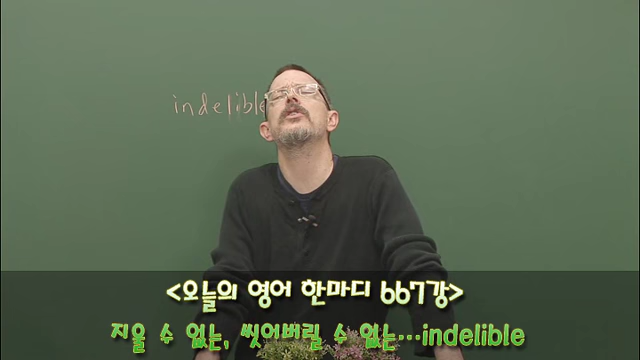 indelible
<오늘의 영어 한마디 667강>
지울 수 없는, 씻어버릴 수 없는…indelible